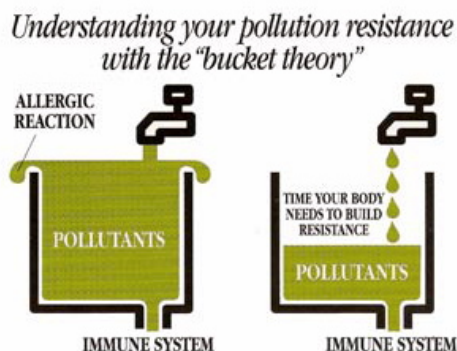 Understanding your pollution resistance
with the “bucket theory”
ALLERGIC
REACTION
POLLUTANTS
IMMUNE SYSTEM
TIME YOUR BODY
NEEDS TO BUILD
RESISTANCE
POLLUTANTS
IMMUNE SYSTEM